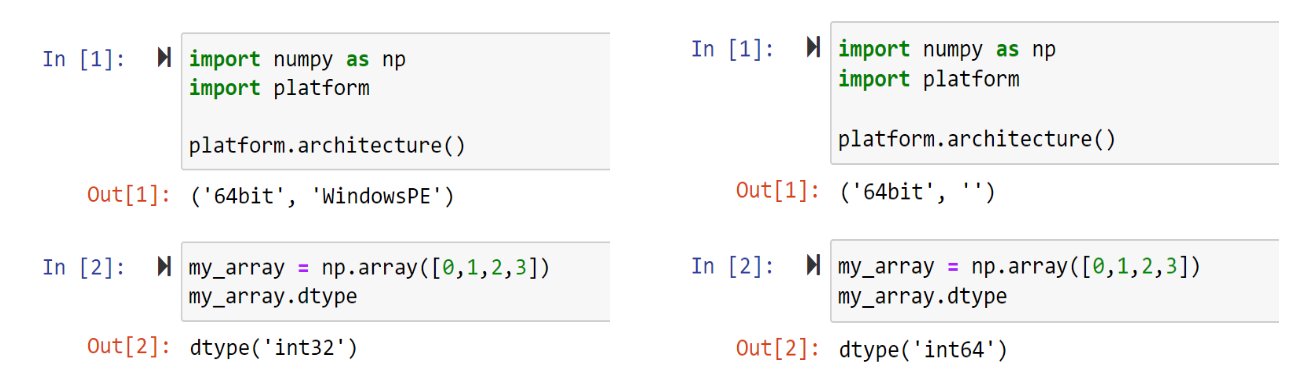 In [1]:
import numpy as np
import platform
platform.architecture()
Out[1]: ('64bit', 'WindowsPE')
In [2]:
my_array = np.array([0,1,2,3])
my_array.dtype
Out[2]: dtype('int32')
In [1]:
import numpy as np
import platform
platform.architecture()
Out[1]: ('64bit', '')
In [2]:
my_array = np.array([0,1,2,3])
my_array.dtype
Out[2]: dtype('int64')